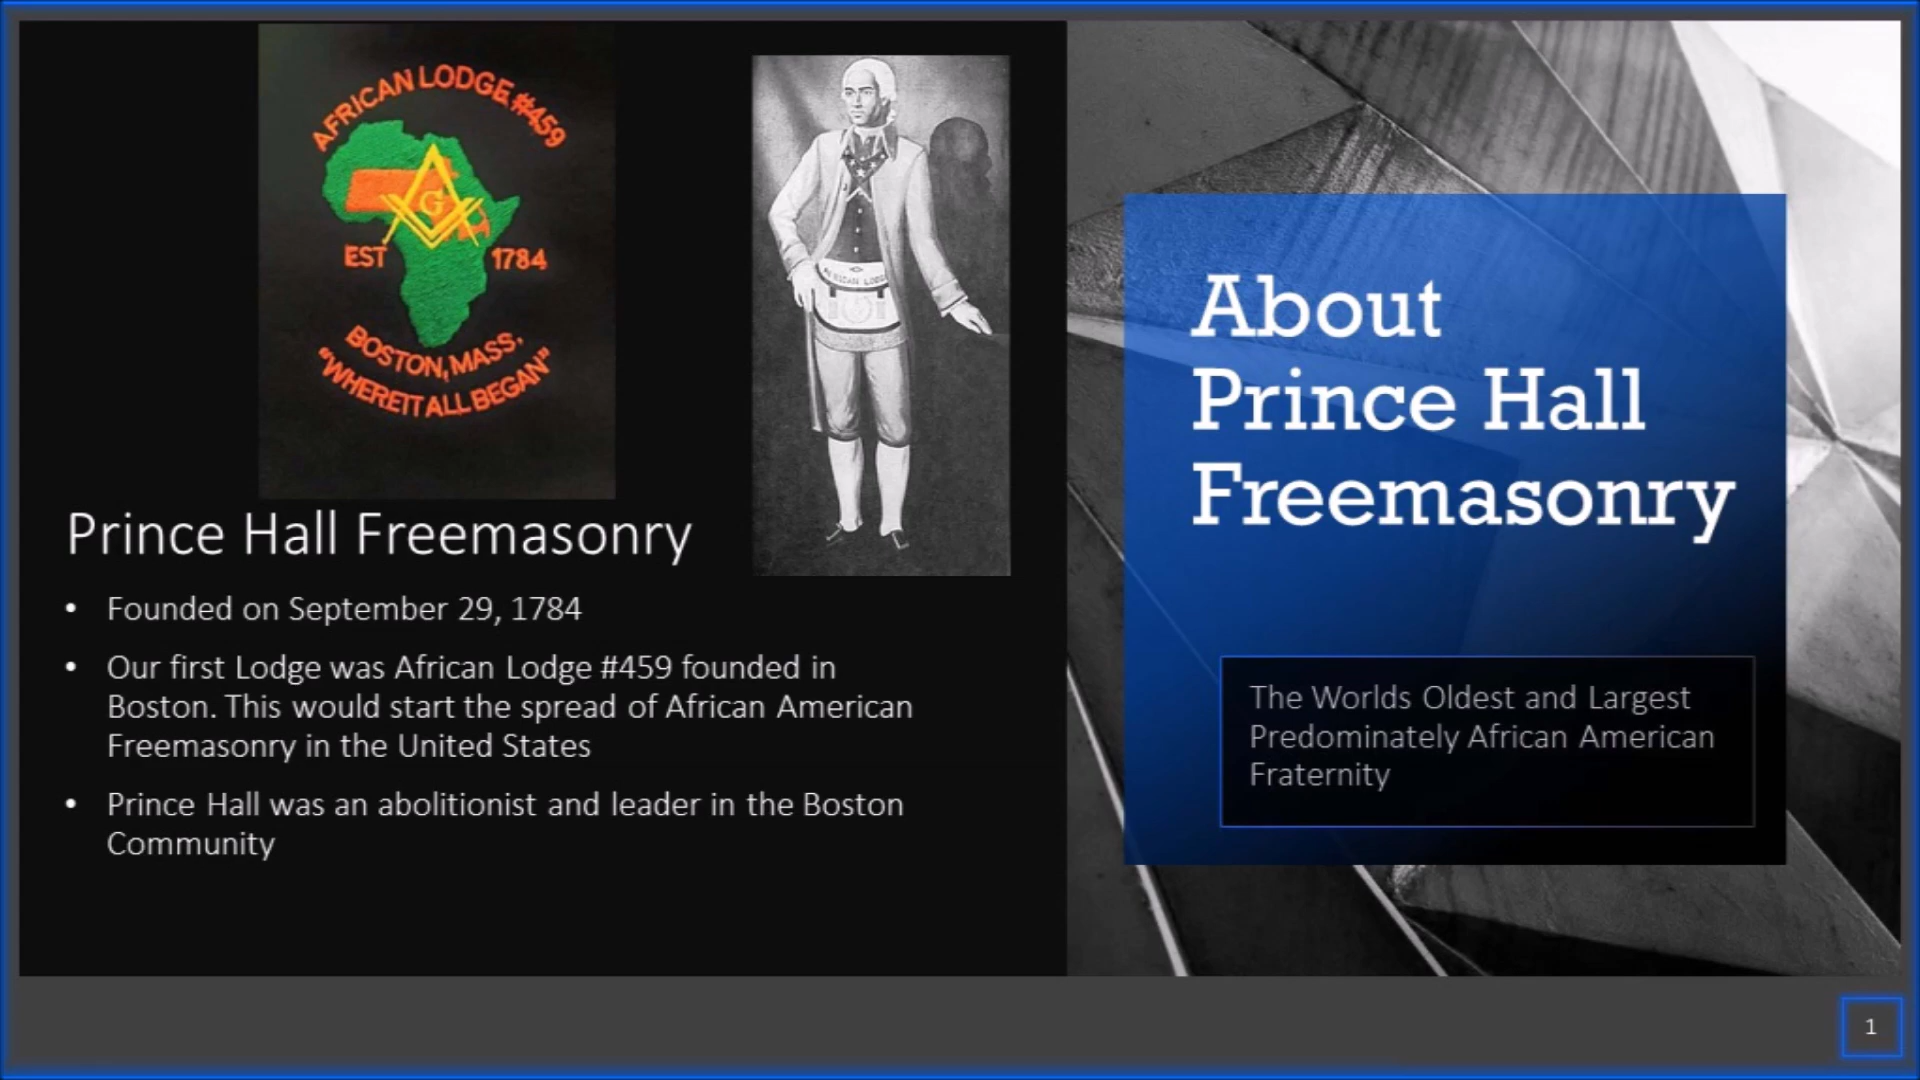 AFRICAN LODGE #459
G
EST 1784
BOSTON, MASS.
"WHERE IT ALL BEGAN"
AFRICAN LODGE
Prince Hall Freemasonry
• Founded on September 29, 1784
• Our first Lodge was African Lodge #459 founded in
Boston. This would start the spread of African American
Freemasonry in the United States
• Prince Hall was an abolitionist and leader in the Boston
Community
About
Prince Hall
Freemasonry
The Worlds Oldest and Largest
Predominately African American
Fraternity
1